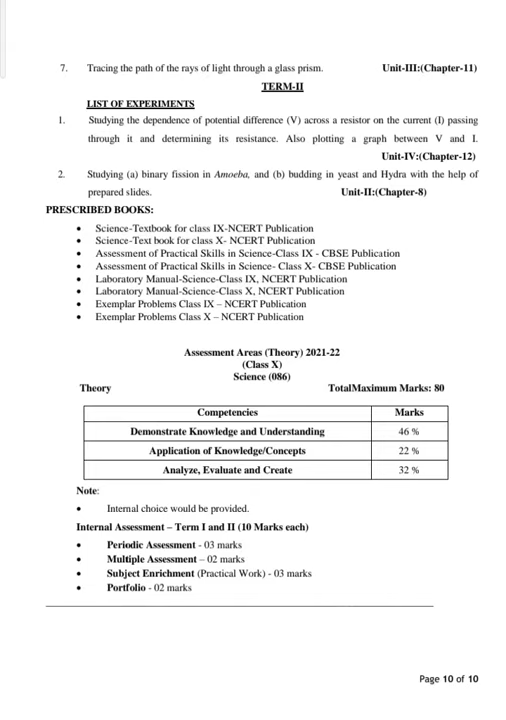 7. Tracing the path of the rays of light through a glass prism. Unit-III:(Chapter-11)
TERM-II
LIST OF EXPERIMENTS
1. Studying the dependence of potential difference (V) across a resistor on the current (I) passing
through it and determining its resistance. Also plotting a graph between V and I.
Unit-IV:(Chapter-12)
2. Studying (a) binary fission in Amoeba, and (b) budding in yeast and Hydra with the help of
prepared slides. Unit-II:(Chapter-8)
PRESCRIBED BOOKS:
• Science-Textbook for class IX-NCERT Publication
• Science-Text book for class X- NCERT Publication
• Assessment of Practical Skills in Science-Class IX - CBSE Publication
• Assessment of Practical Skills in Science- Class X- CBSE Publication
• Laboratory Manual-Science-Class IX, NCERT Publication
• Laboratory Manual-Science-Class X, NCERT Publication
• Exemplar Problems Class IX – NCERT Publication
• Exemplar Problems Class X – NCERT Publication
Assessment Areas (Theory) 2021-22
(Class X)
Science (086)
Theory TotalMaximum Marks: 80
Competencies Marks
Demonstrate Knowledge and Understanding 46 %
Application of Knowledge/Concepts 22 %
Analyze, Evaluate and Create 32 %
Note:
• Internal choice would be provided.
Internal Assessment – Term I and II (10 Marks each)
• Periodic Assessment - 03 marks
• Multiple Assessment – 02 marks
• Subject Enrichment (Practical Work) - 03 marks
• Portfolio - 02 marks
Page 10 of 10